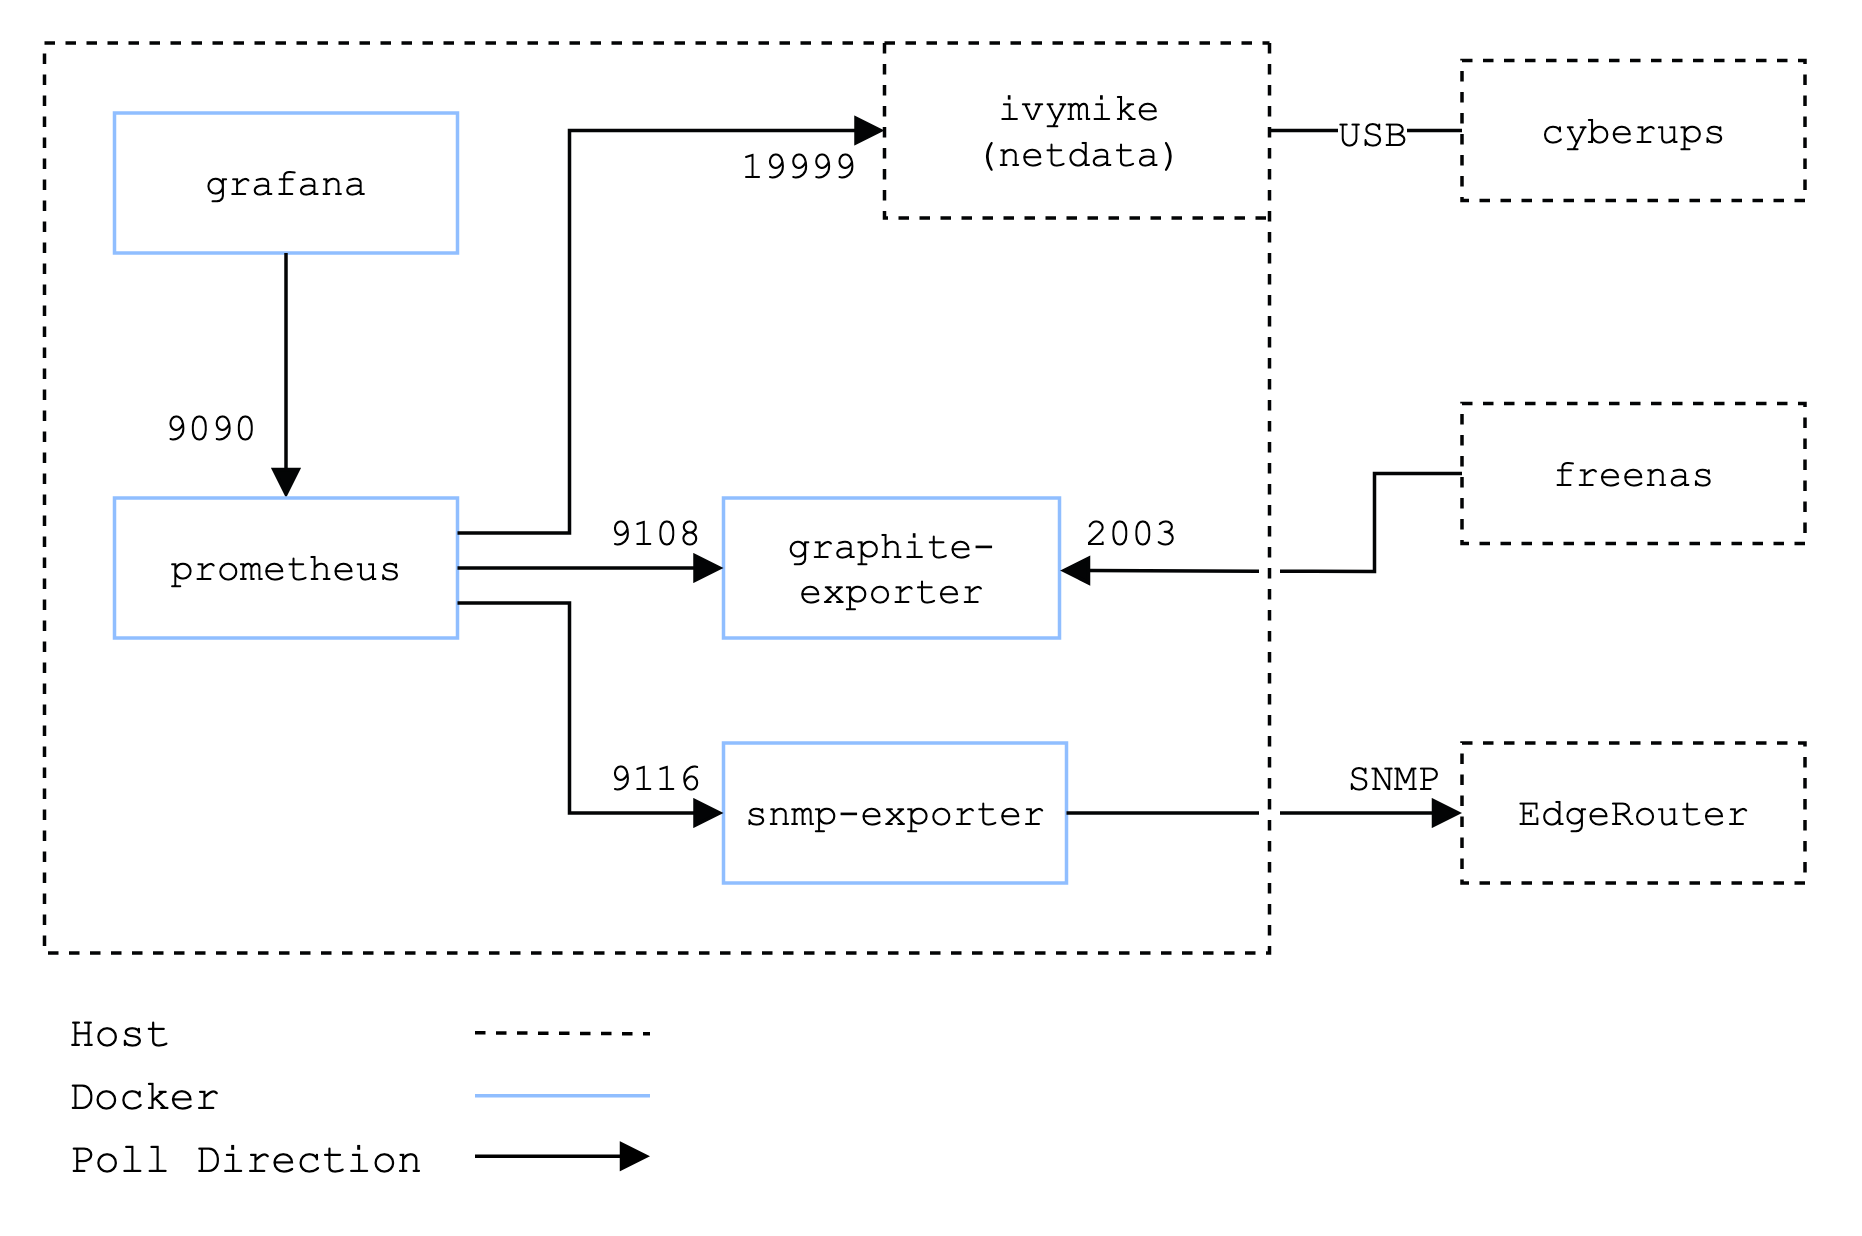 ivymike
(netdata)
USB
cyberups
grafana
19999
9090
freenas
prometheus
9108
graphite-
exporter
2003
9116
snmp-exporter
SNMP
EdgeRouter
Host
Docker
Poll Direction